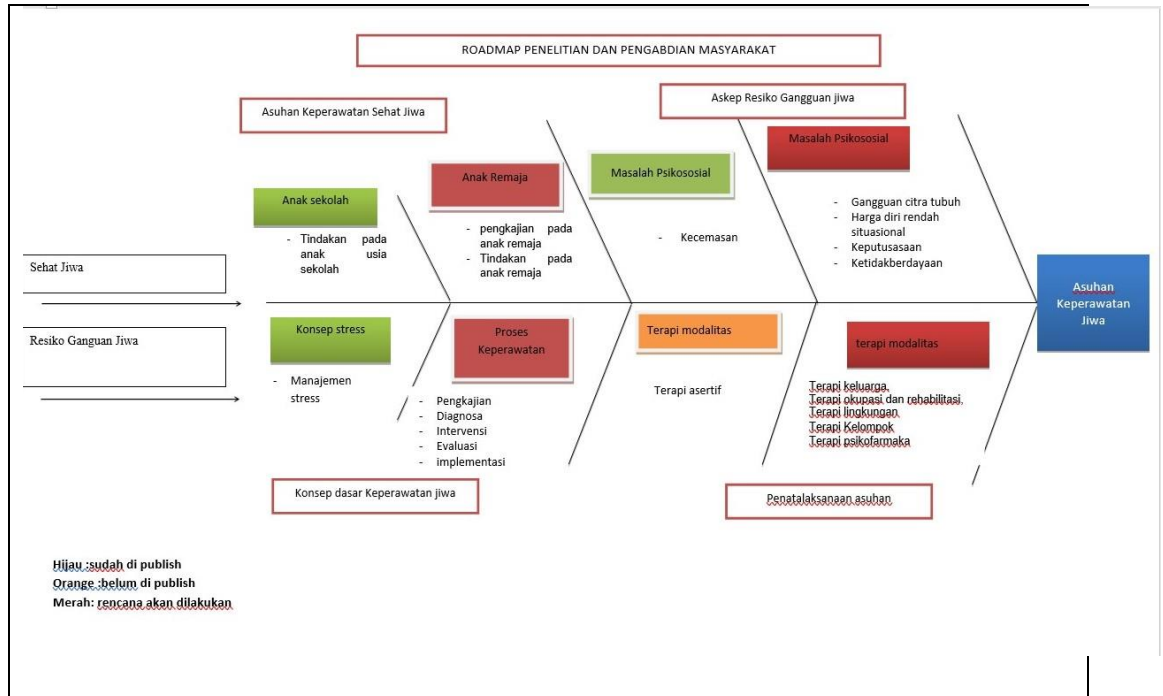 ROADMAP PENELITIAN DAN PENGABDIAN MASYARAKAT
Asuhan Keperawatan Sehat Jiwa
Askep Resiko Gangguan jiwa
Anak sekolah
- Tindakan pada
anak usia
sekolah
Anak Remaja
- pengkajian pada
anak remaja
- Tindakan pada
anak remaja
Masalah Psikososial
- Kecemasan
Masalah Psikososial
- Gangguan citra tubuh
- Harga diri rendah
situasional
- Keputusasaan
- Ketidakberdayaan
Sehat Jiwa
Resiko Ganguan Jiwa
Asuhan
Keperawatan
Jiwa
Konsep stress
- Manajemen
stress
Proses
Keperawatan
- Pengkajian
- Diagnosa
- Intervensi
- Evaluasi
- implementasi
Terapi modalitas
Terapi asertif
terapi modalitas
Terapi keluarga,
Terapi okupasi dan rehabilitasi,
Terapi lingkungan
Terapi Kelompok
Terapi psikofarmaka
Konsep dasar Keperawatan jiwa
Penatalaksanaan asuhan
Hijau :sudah di publish
Orange :belum di publish
Merah: rencana akan dilakukan